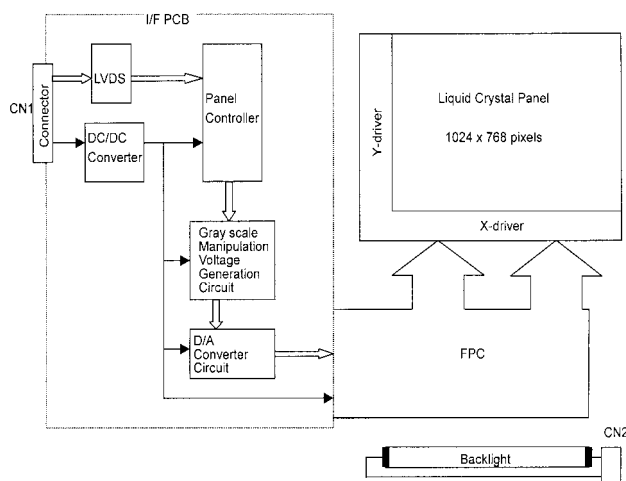 I/F PCB
CN1
Connector
LVDS
Panel
Controller
DC/DC
Converter
Gray scale
Manipulation
Voltage
Generation
Circuit
D/A
Converter
Circuit
Y-driver
Liquid Crystal Panel
1024 x 768 pixels
X-driver
FPC
CN2
Backlight